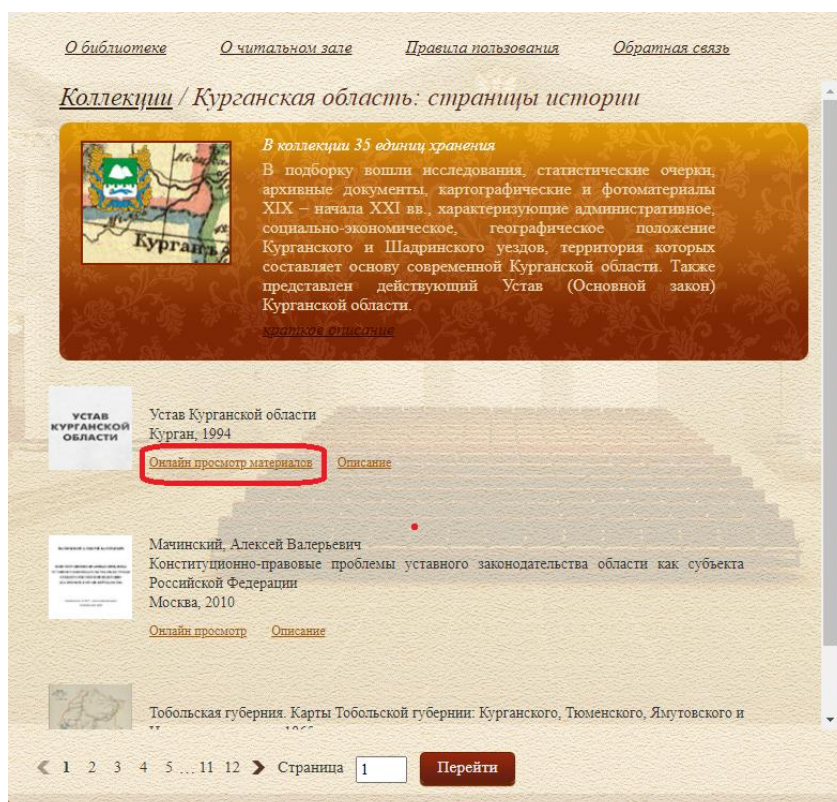 О библиотеке О читальном зале Правила пользования Обратная связь
Коллекции / Курганская область: страницы истории
В коллекции 35 единиц хранения
В подборку вошли исследования, статистические очерки,
архивные документы, картографические и фотоматериалы
XIX – начала XXI вв., характеризующие административное,
социально-экономическое, географическое положение
Курганского и Шадринского уездов, территория которых
составляет основу современной Курганской области. Также
представлен действующий Устав (Основной закон)
Курганской области.
краткое описание
Курганъ
УСТАВ
КУРГАНСКОЙ
ОБЛАСТИ
Устав Курганской области
Курган, 1994
Онлайн просмотр материалов Описание
Мачинский, Алексей Валерьевич
Конституционно-правовые проблемы уставного законодательства области как субъекта
Российской Федерации
Москва, 2010
Онлайн просмотр Описание
Тобольская губерния. Карты Тобольской губернии: Курганского, Тюменского, Ямутовского и
1 2 3 4 5 ... 11 12 Страница 1 Перейти